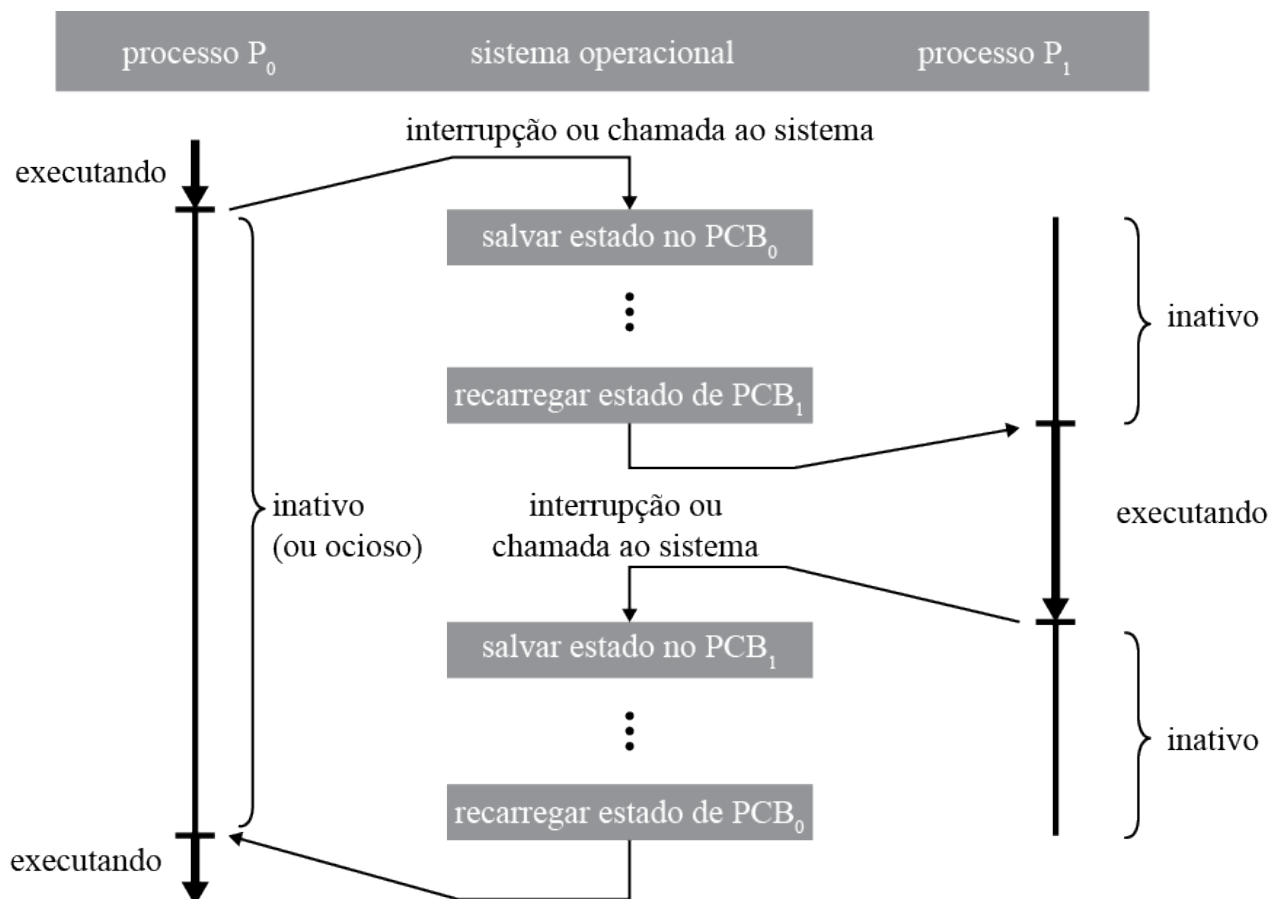 processo P₀
sistema operacional
processo P₁
interrupção ou chamada ao sistema
executando
salvar estado no PCB₀
inativo
recarregar estado de PCB₁
inativo
(ou ocioso)
interrupção ou
chamada ao sistema
executando
salvar estado no PCB₁
inativo
recarregar estado de PCB₀
executando